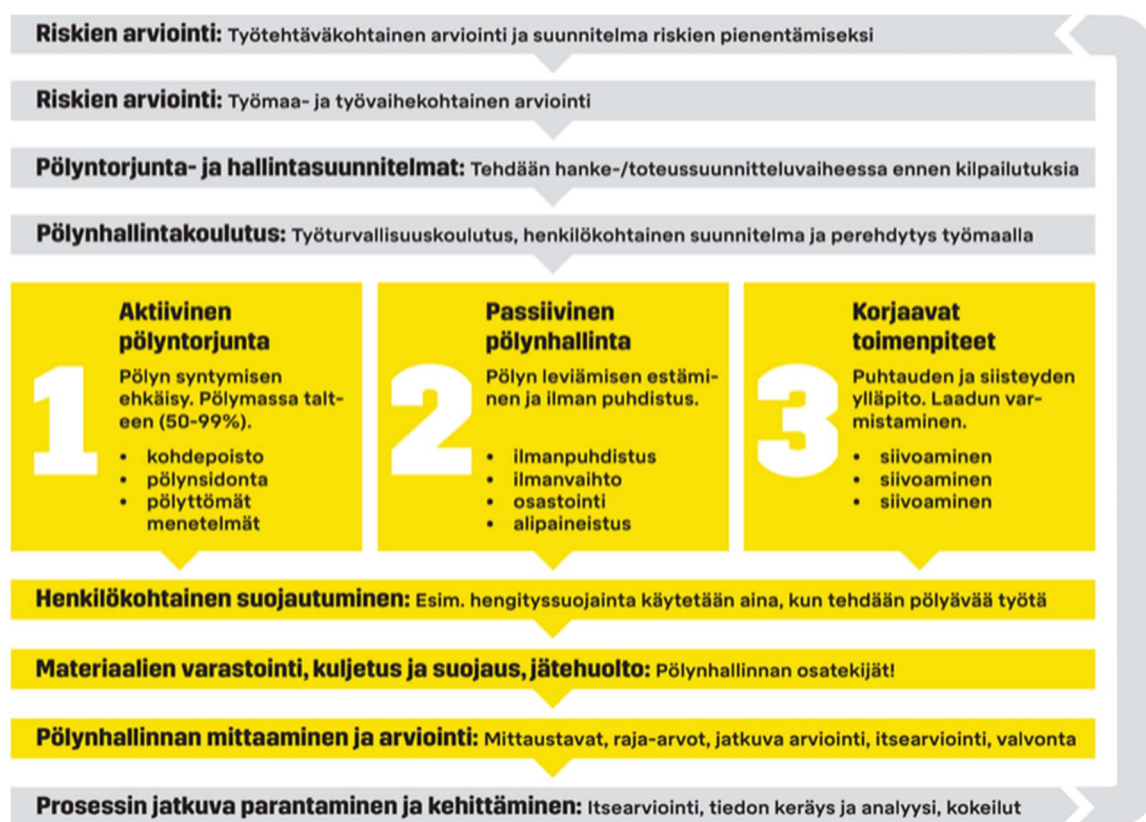 Riskien arviointi: Työtehtäväkohtainen arviointi ja suunnitelma riskien pienentämiseksi
Riskien arviointi: Työmaa- ja työvaihekohtainen arviointi
Pölyntorjunta- ja hallintasuunnitelmat: Tehdään hanke-/toteussuunnitteluvaiheessa ennen kilpailutuksia
Pölynhallintakoulutus: Työturvallisuuskoulutus, henkilökohtainen suunnitelma ja perehdytys työmaalla
1
Aktiivinen
pölyntorjunta
Pölyn syntymisen
ehkäisy. Pölymassa talt-
een (50-99%).
• kohdepoisto
• pölynsidonta
• pölyttömät
menetelmät
2
Passiivinen
pölynhallinta
Pölyn leviämisen estämi-
nen ja ilman puhdistus.
• ilmanpuhdistus
• ilmanvaihto
• osastointi
• alipaineistus
3
Korjaavat
toimenpiteet
Puhtauden ja siisteyden
ylläpito. Laadun var-
mistaminen.
• siivoaminen
• siivoaminen
• siivoaminen
Henkilökohtainen suojautuminen: Esim. hengityssuojainta käytetään aina, kun tehdään pölyävää työtä
Materiaalien varastointi, kuljetus ja suojaus, jätehuolto: Pölynhallinnan osatekijät!
Pölynhallinnan mittaaminen ja arviointi: Mittaustavat, raja-arvot, jatkuva arviointi, itsearviointi, valvonta
Prosessin jatkuva parantaminen ja kehittäminen: Itsearviointi, tiedon keräys ja analyysi, kokeilut